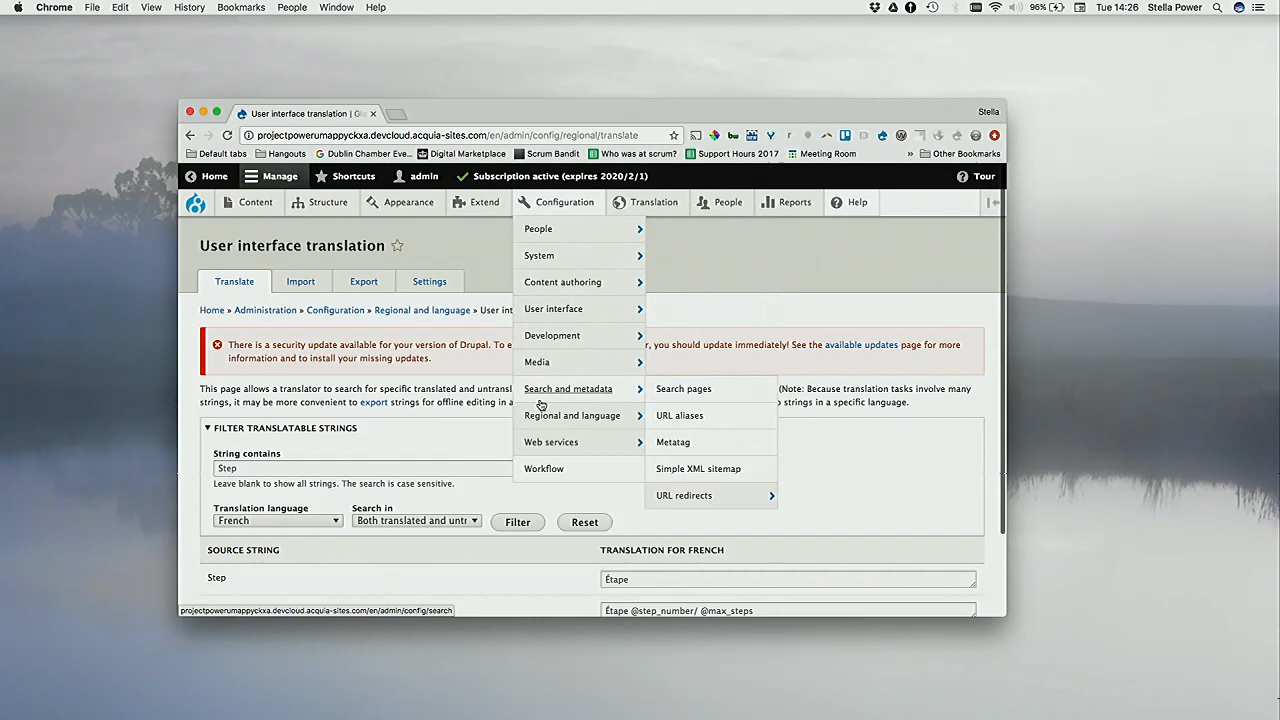 Chrome File Edit View History Bookmarks People Window Help 96% Tue 14:26 Stella Power
User interface translation | Gl Stella
projectpowerumappyckxa.devcloud.acquia-sites.com/en/admin/config/regional/translate
Default tabs Hangouts Dublin Chamber Eve... Digital Marketplace Scrum Bandit Who was at scrum? Support Hours 2017 Meeting Room » Other Bookmarks
Home Manage Shortcuts admin Subscription active (expires 2020/2/1) Tour
Content Structure Appearance Extend Configuration Translation People Reports Help
People
System
Content authoring
User interface
Development
Media
Search and metadata
Regional and language
Web services
Workflow
Search pages
URL aliases
Metatag
Simple XML sitemap
URL redirects
User interface translation
Translate Import Export Settings
Home » Administration » Configuration » Regional and language » User int
There is a security update available for your version of Drupal. To e r, you should update immediately! See the available updates page for more
information and to install your missing updates.
This page allows a translator to search for specific translated and untransl (Note: Because translation tasks involve many
strings, it may be more convenient to export strings for offline editing in a o strings in a specific language.
▼ FILTER TRANSLATABLE STRINGS
String contains
Step
Leave blank to show all strings. The search is case sensitive.
Translation language Search in
French Both translated and untr Filter Reset
SOURCE STRING TRANSLATION FOR FRENCH
Step Étape
Étape @step_number/ @max_steps
projectpowerumappyckxa.devcloud.acquia-sites.com/en/admin/config/search